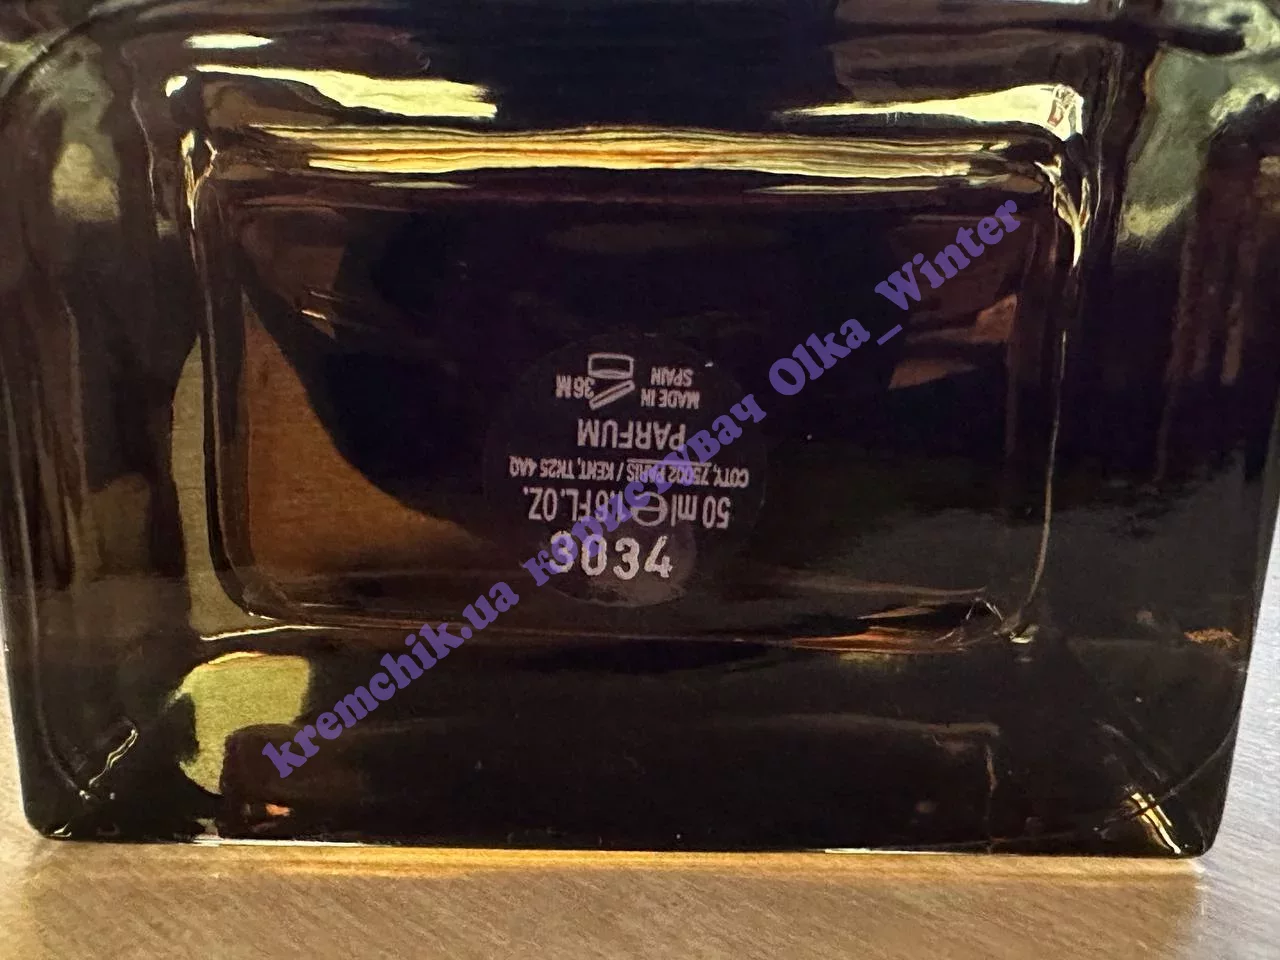 3034
50 ml ℮ 1.6 FL.OZ.
COTY, 75002 PARIS / KENT, TN25 4AQ
PARFUM
MADE IN
SPAIN
36M
kremchik.ua користувач Olka_Winter